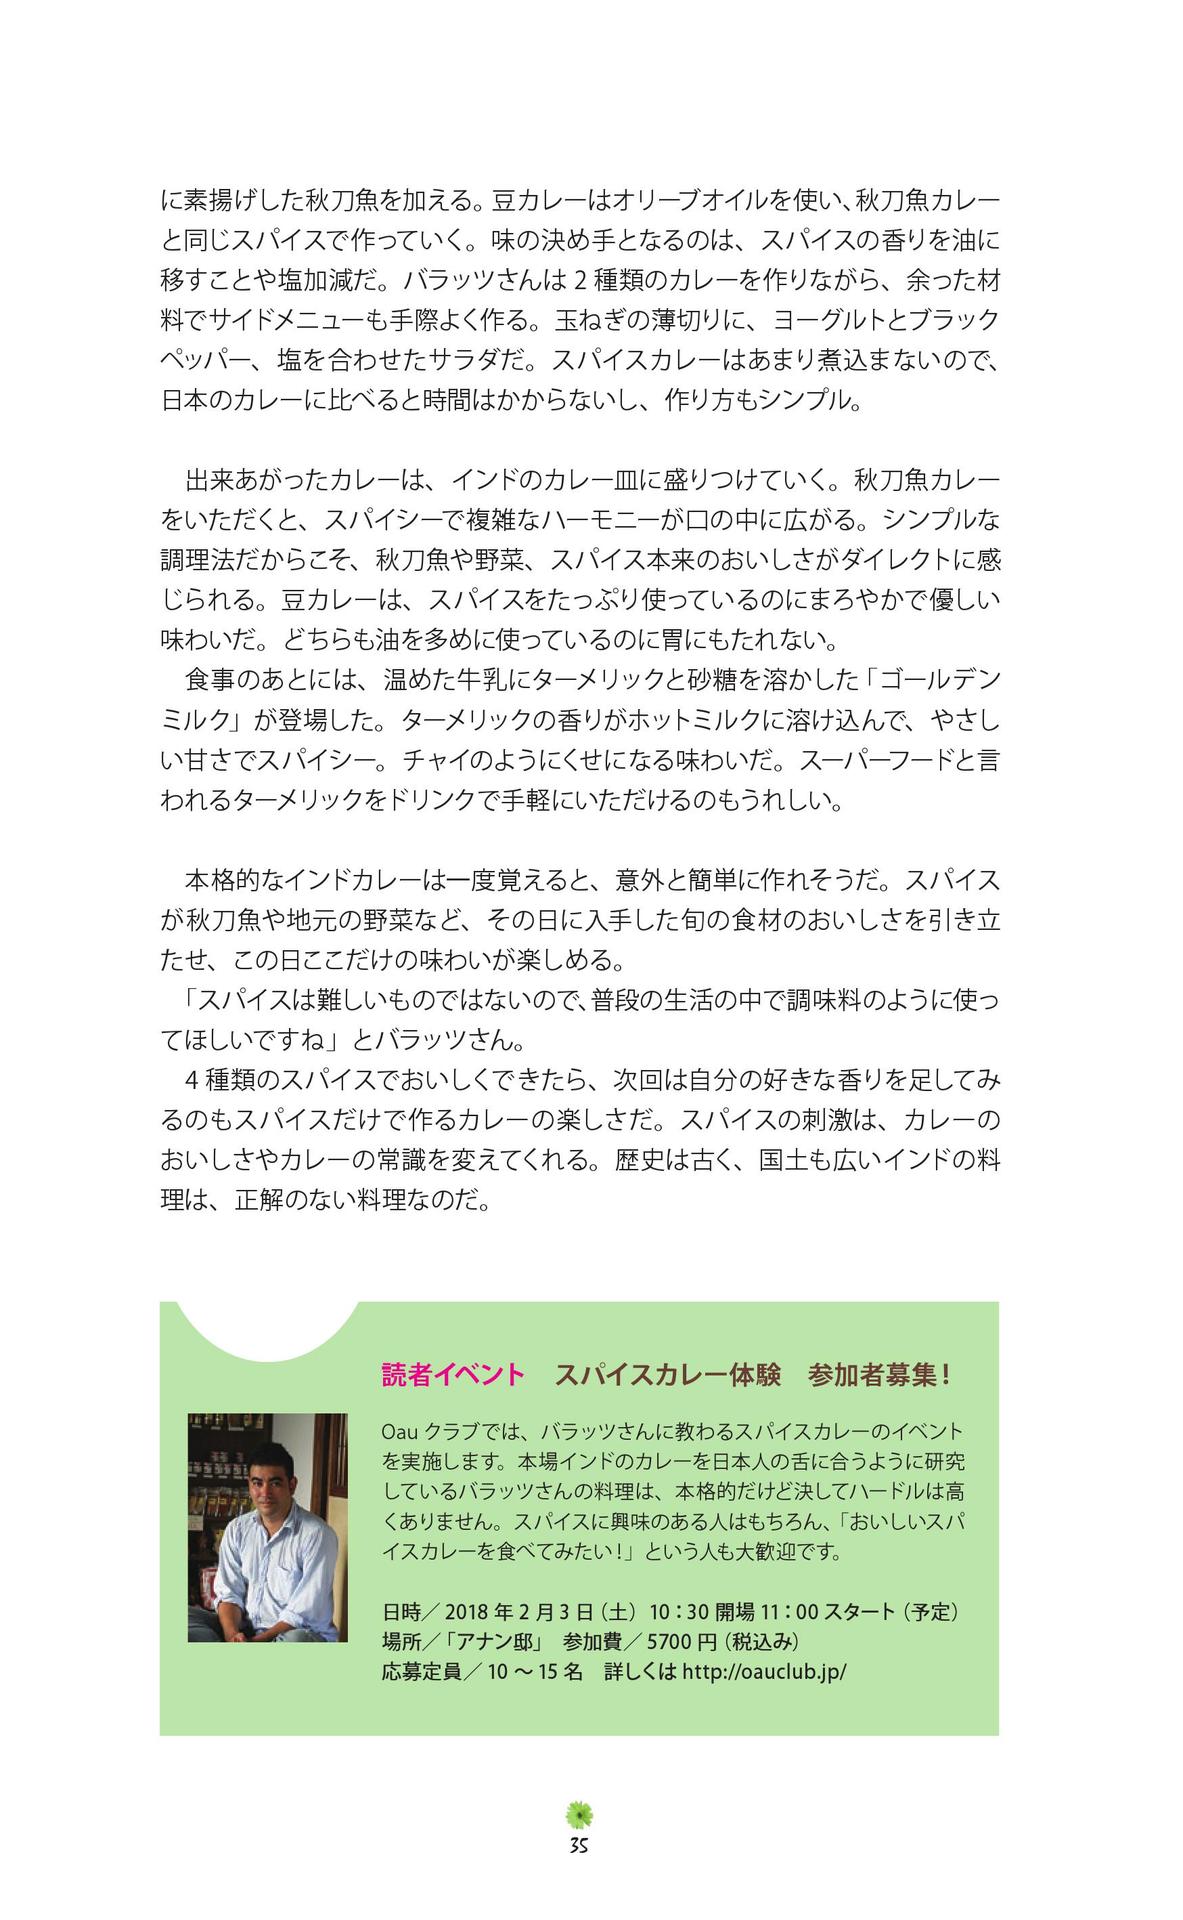 に素揚げした秋刀魚を加える。豆カレーはオリーブオイルを使い、秋刀魚カレー
と同じスパイスで作っていく。味の決め手となるのは、スパイスの香りを油に
移すことや塩加減だ。バラッツさんは 2 種類のカレーを作りながら、余った材
料でサイドメニューも手際よく作る。玉ねぎの薄切りに、ヨーグルトとブラック
ペッパー、塩を合わせたサラダだ。スパイスカレーはあまり煮込まないので、
日本のカレーに比べると時間はかからないし、作り方もシンプル。
出来あがったカレーは、インドのカレー皿に盛りつけていく。秋刀魚カレー
をいただくと、スパイシーで複雑なハーモニーが口の中に広がる。シンプルな
調理法だからこそ、秋刀魚や野菜、スパイス本来のおいしさがダイレクトに感
じられる。豆カレーは、スパイスをたっぷり使っているのにまろやかで優しい
味わいだ。どちらも油を多めに使っているのに胃にもたれない。
食事のあとには、温めた牛乳にターメリックと砂糖を溶かした「ゴールデン
ミルク」が登場した。ターメリックの香りがホットミルクに溶け込んで、やさし
い甘さでスパイシー。チャイのようにくせになる味わいだ。スーパーフードと言
われるターメリックをドリンクで手軽にいただけるのもうれしい。
本格的なインドカレーは一度覚えると、意外と簡単に作れそうだ。スパイス
が秋刀魚や地元の野菜など、その日に入手した旬の食材のおいしさを引き立
たせ、この日ここだけの味わいが楽しめる。
「スパイスは難しいものではないので、普段の生活の中で調味料のように使っ
てほしいですね」とバラッツさん。
4 種類のスパイスでおいしくできたら、次回は自分の好きな香りを足してみ
るのもスパイスだけで作るカレーの楽しさだ。スパイスの刺激は、カレーの
おいしさやカレーの常識を変えてくれる。歴史は古く、国土も広いインドの料
理は、正解のない料理なのだ。
読者イベント　スパイスカレー体験　参加者募集！
Oau クラブでは、バラッツさんに教わるスパイスカレーのイベント
を実施します。本場インドのカレーを日本人の舌に合うように研究
しているバラッツさんの料理は、本格的だけど決してハードルは高
くありません。スパイスに興味のある人はもちろん、「おいしいスパ
イスカレーを食べてみたい！」という人も大歓迎です。
日時／ 2018 年 2 月 3 日（土）10：30 開場 11：00 スタート（予定）
場所／「アナン邸」　参加費／ 5700 円（税込み）
応募定員／ 10 〜 15 名　詳しくは http://oauclub.jp/
35